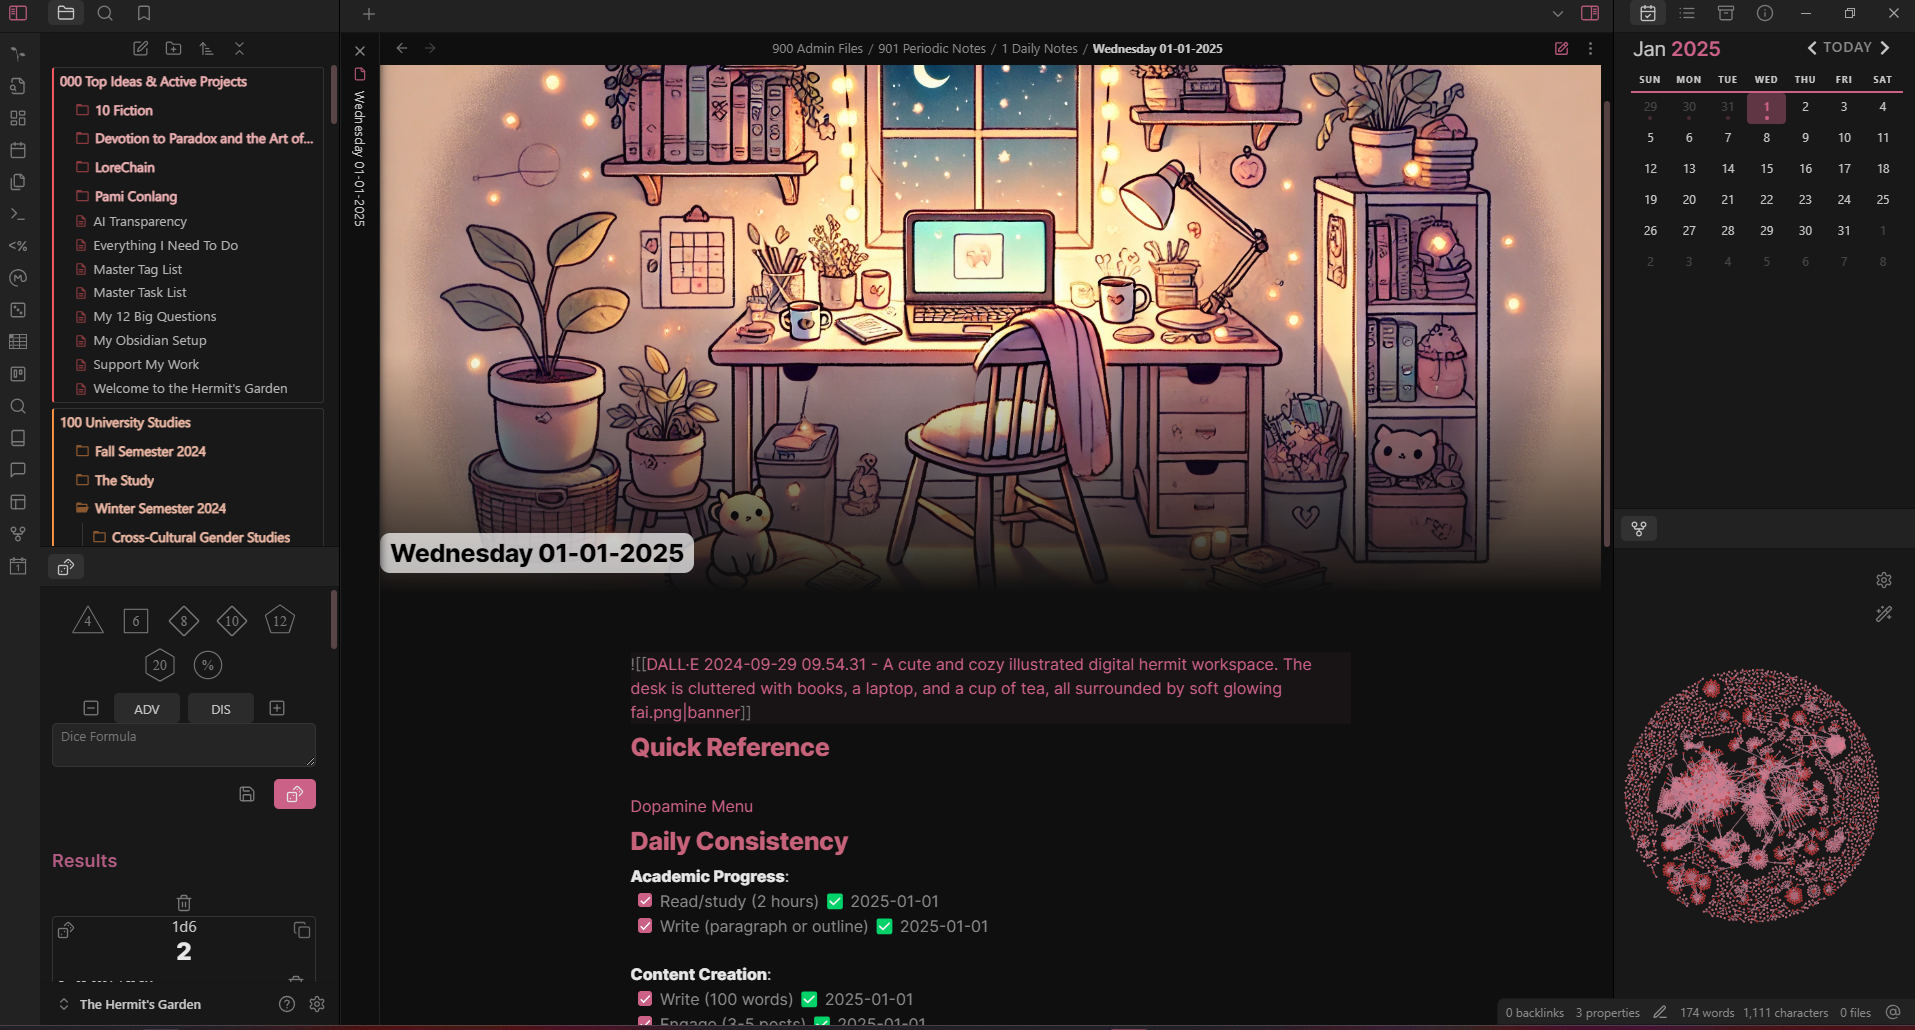 900 Admin Files / 901 Periodic Notes / 1 Daily Notes / Wednesday 01-01-2025
000 Top Ideas & Active Projects
10 Fiction
Devotion to Paradox and the Art of...
LoreChain
Pami Conlang
AI Transparency
Everything I Need To Do
Master Tag List
Master Task List
My 12 Big Questions
My Obsidian Setup
Support My Work
Welcome to the Hermit's Garden
100 University Studies
Fall Semester 2024
The Study
Winter Semester 2024
Cross-Cultural Gender Studies
4 6 8 10 12
20 %
ADV DIS
Dice Formula
Results
1d6
2
The Hermit's Garden
Wednesday 01-01-2025
Wednesday 01-01-2025
![[DALL·E 2024-09-29 09.54.31 - A cute and cozy illustrated digital hermit workspace. The
desk is cluttered with books, a laptop, and a cup of tea, all surrounded by soft glowing
fai.png|banner]]
Quick Reference
Dopamine Menu
Daily Consistency
Academic Progress:
Read/study (2 hours) ✅ 2025-01-01
Write (paragraph or outline) ✅ 2025-01-01
Content Creation:
Write (100 words) ✅ 2025-01-01
Engage (3-5 posts) ✅ 2025-01-01
Jan 2025 TODAY
SUN MON TUE WED THU FRI SAT
29 30 31 1 2 3 4
5 6 7 8 9 10 11
12 13 14 15 16 17 18
19 20 21 22 23 24 25
26 27 28 29 30 31 1
2 3 4 5 6 7 8
0 backlinks 3 properties 174 words 1,111 characters 0 files